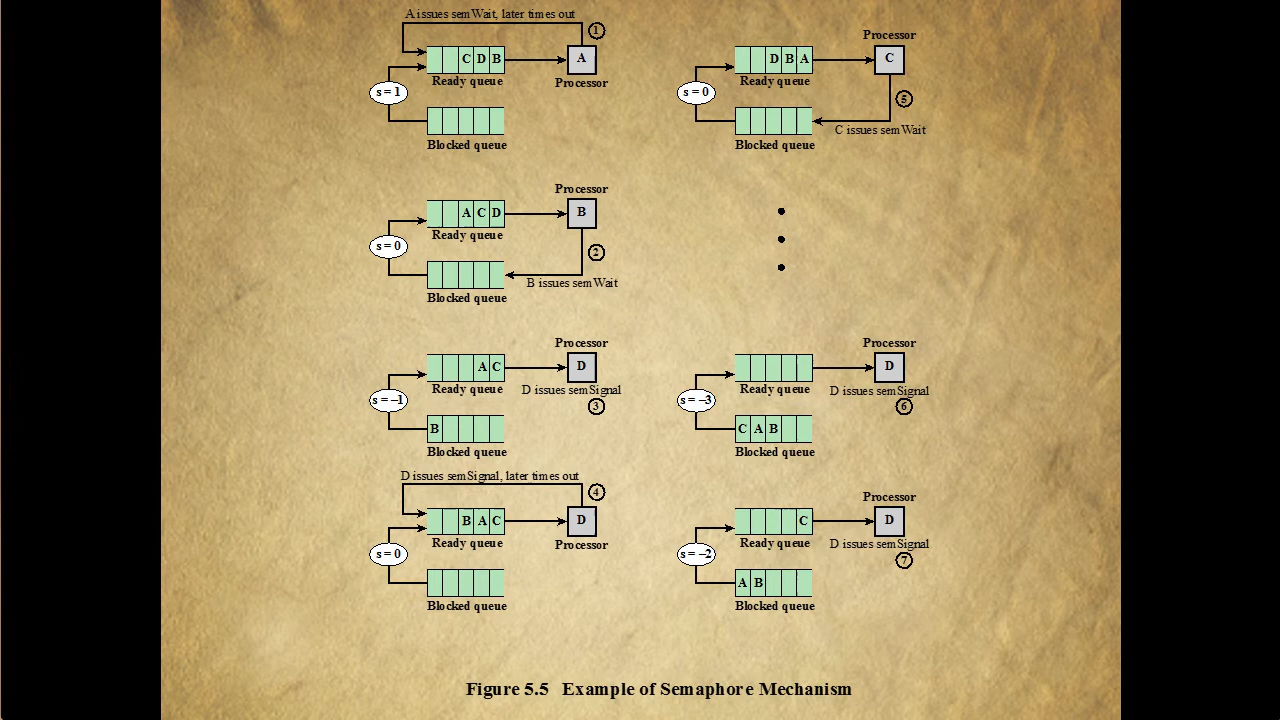 A issues semWait, later times out
1
C D B
A
Ready queue
Processor
s = 1
Blocked queue
Processor
D B A
C
Ready queue
s = 0
5
C issues semWait
Blocked queue
Processor
A C D
B
Ready queue
s = 0
2
B issues semWait
Blocked queue
Processor
A C
D
Ready queue
D issues semSignal
s = –1
3
B
Blocked queue
Processor
D
Ready queue
D issues semSignal
s = –3
6
C A B
Blocked queue
D issues semSignal, later times out
4
B A C
D
Ready queue
Processor
s = 0
Blocked queue
Processor
C
D
Ready queue
D issues semSignal
s = –2
7
A B
Blocked queue
Figure 5.5 Example of Semaphore Mechanism